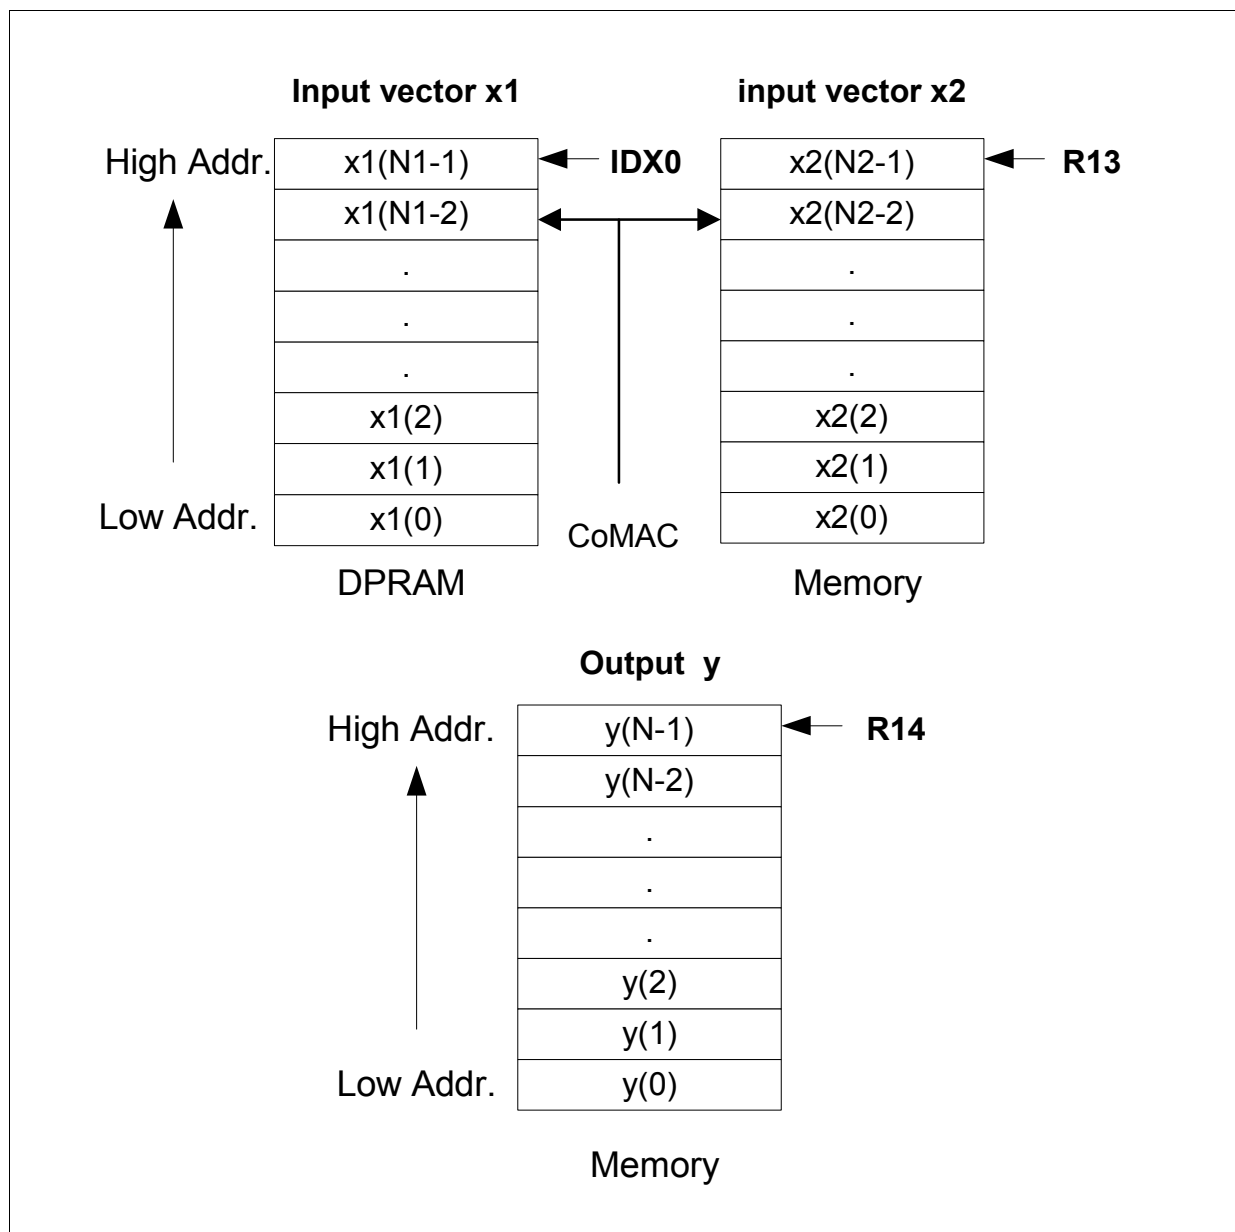 Input vector x1
input vector x2
High Addr.
x1(N1-1)
IDX0
x2(N2-1)
R13
x1(N1-2)
x2(N2-2)
.
.
.
.
.
.
x1(2)
x2(2)
x1(1)
x2(1)
Low Addr.
x1(0)
CoMAC
x2(0)
DPRAM
Memory
Output y
High Addr.
y(N-1)
R14
y(N-2)
.
.
.
y(2)
y(1)
Low Addr.
y(0)
Memory